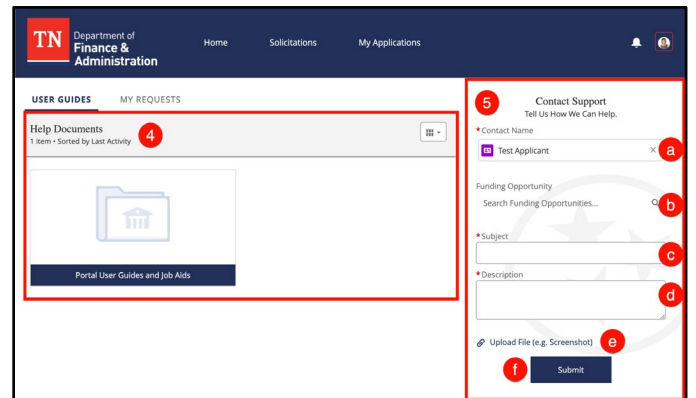 TN
Department of
Finance &
Administration
Home
Solicitations
My Applications
USER GUIDES
MY REQUESTS
Help Documents
1 item • Sorted by Last Activity
4
Portal User Guides and Job Aids
5
Contact Support
Tell Us How We Can Help.
*Contact Name
Test Applicant
a
Funding Opportunity
Search Funding Opportunities...
b
*Subject
c
*Description
d
Upload File (e.g. Screenshot)
e
f
Submit